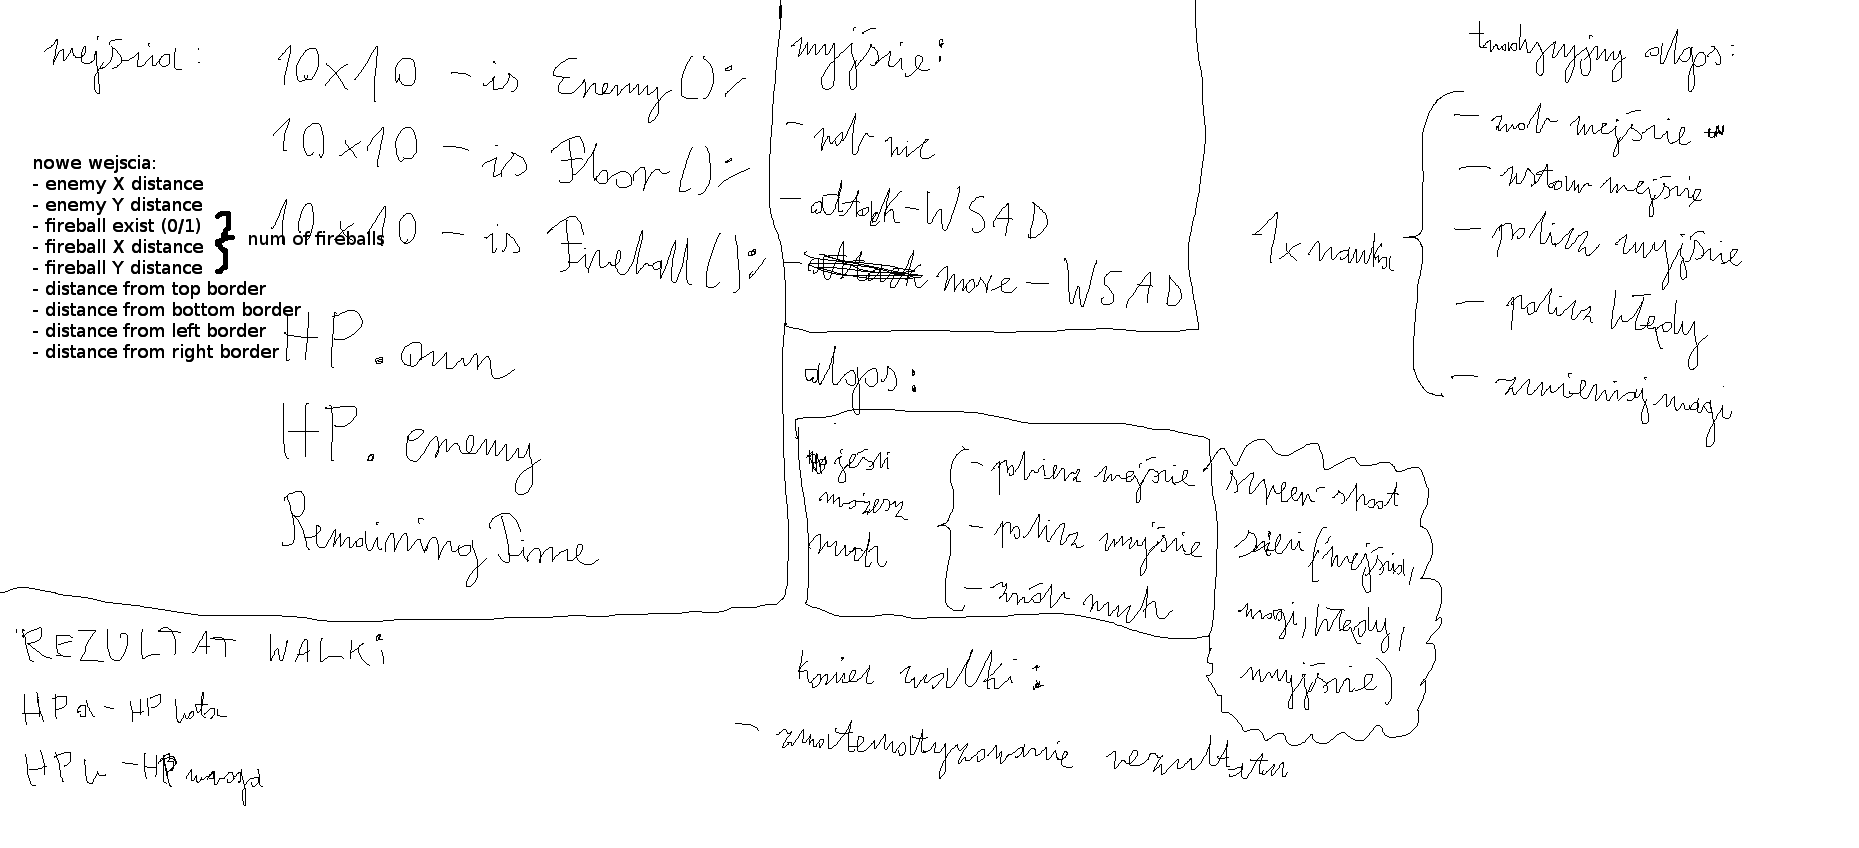 wejścia:
10x10 - is Enemy();
10x10 - is Floor();
10x10 - is Fireball();
HP. own
HP. enemy
Remaining Time
nowe wejscia:
- enemy X distance
- enemy Y distance
- fireball exist (0/1)
- fireball X distance
- fireball Y distance
num of fireballs
- distance from top border
- distance from bottom border
- distance from left border
- distance from right border
wyjście:
- rób nic
- attack - WSAD
- move - WSAD
algos:
jeśli
możesz
ruch
- pobierz wejście
- policz wyjście
- zrób ruch
screen shoot
sieci (wejścia,
wagi, błędy,
wyjście)
tradycyjny algos:
1x nauka
- zrób wejście
- wstaw wejście
- policz wyjście
- policz błędy
- zmieniaj wagi
REZULTAT WALKi
HP a - HP bota
HP b - HP wroga
koniec walki:
- zmatematyzowanie rezultatu